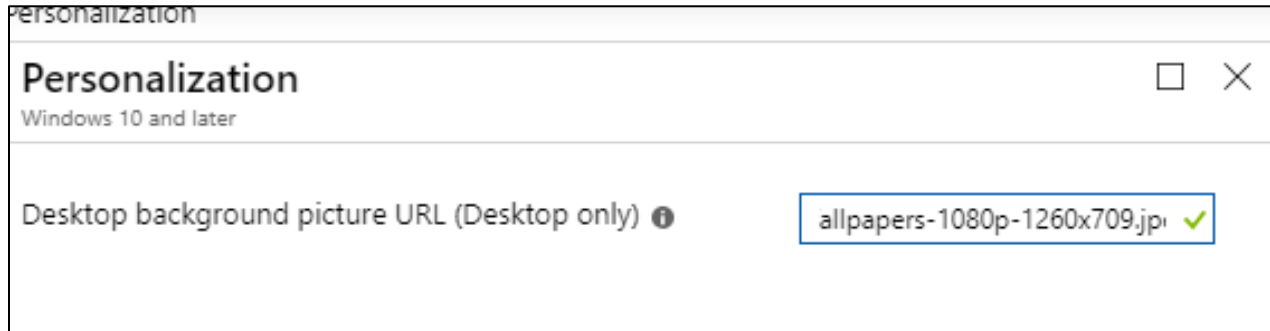 Personalization
Personalization
Windows 10 and later
Desktop background picture URL (Desktop only)
allpapers-1080p-1260x709.jp